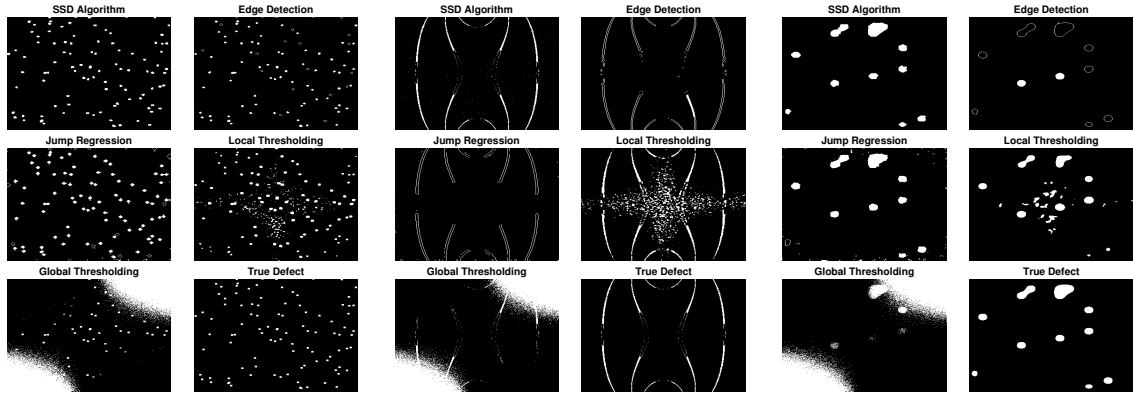 SSD Algorithm Edge Detection SSD Algorithm Edge Detection SSD Algorithm Edge Detection
Jump Regression Local Thresholding Jump Regression Local Thresholding Jump Regression Local Thresholding
Global Thresholding True Defect Global Thresholding True Defect Global Thresholding True Defect